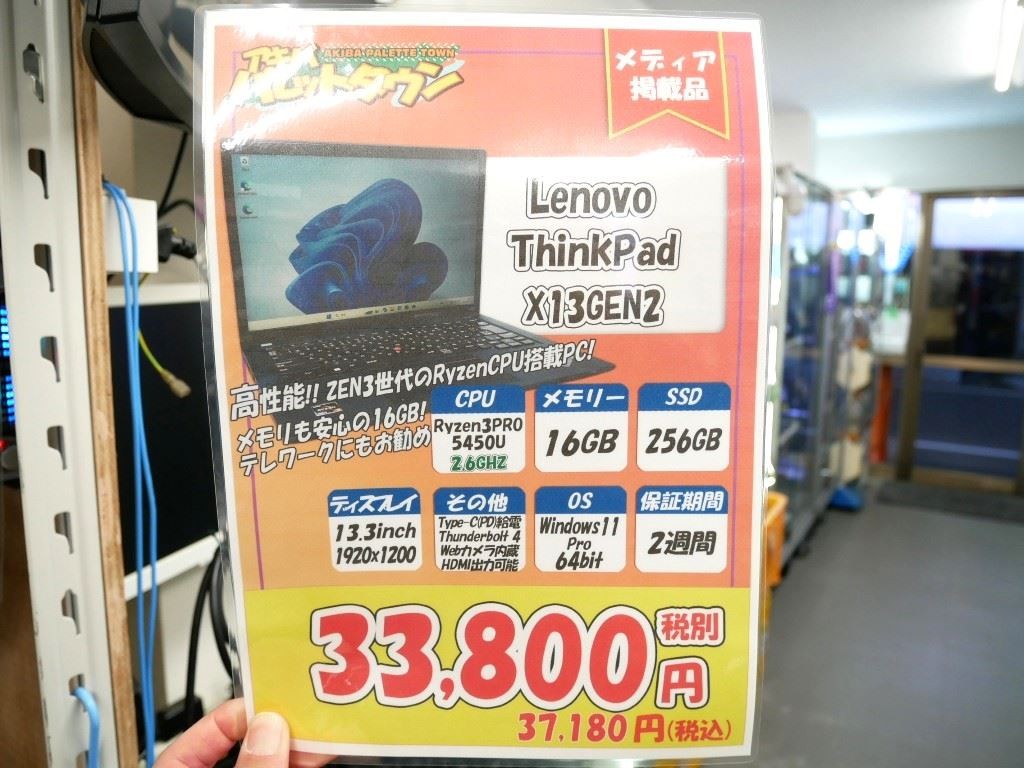 アキバ AKIBA PALETTE TOWN
パレットタウン
メディア
掲載品
Lenovo
ThinkPad
X13GEN2
高性能!! ZEN3世代のRyzenCPU搭載PC!
メモリも安心の16GB!
テレワークにもお勧め
CPU
Ryzen3PRO
5450U
2.6GHz
メモリー
16GB
SSD
256GB
ディスプレイ
13.3inch
1920x1200
その他
Type-C(PD)給電
Thunderbolt 4
Webカメラ内蔵
HDMI出力可能
OS
Windows11
Pro
64bit
保証期間
2週間
33,800円 税別
37,180円(税込)